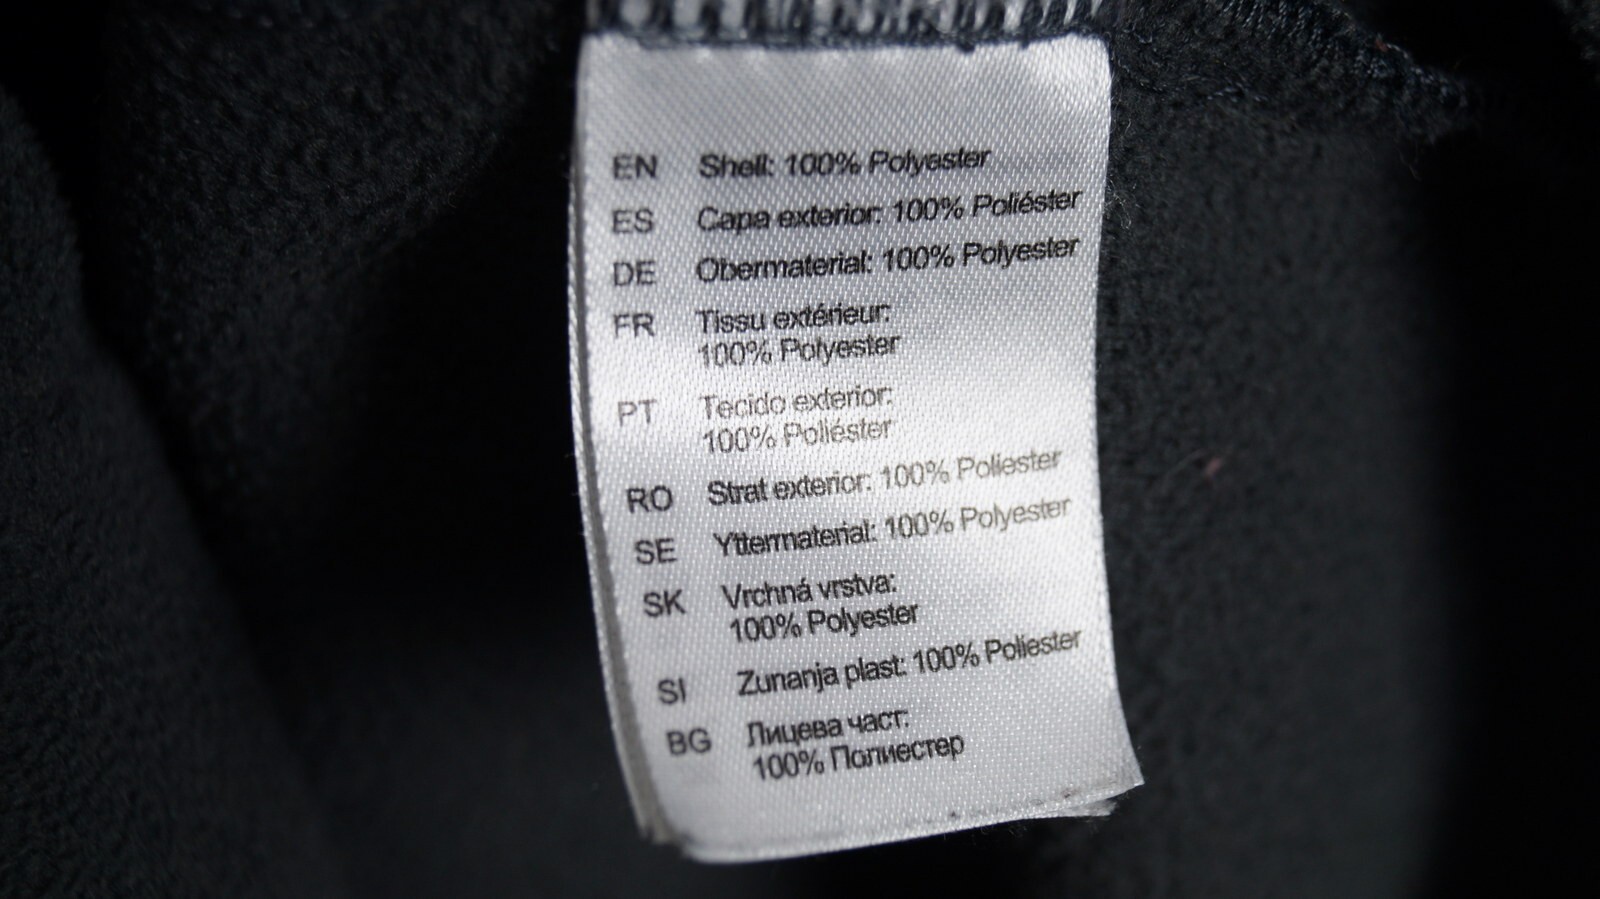 EN Shell: 100% Polyester
ES Capa exterior: 100% Poliéster
DE Obermaterial: 100% Polyester
FR Tissu extérieur:
100% Polyester
PT Tecido exterior:
100% Poliéster
RO Strat exterior: 100% Poliester
SE Yttermaterial: 100% Polyester
SK Vrchná vrstva:
100% Polyester
SI Zunanja plast: 100% Poliester
BG Лицева част:
100% Полиестер